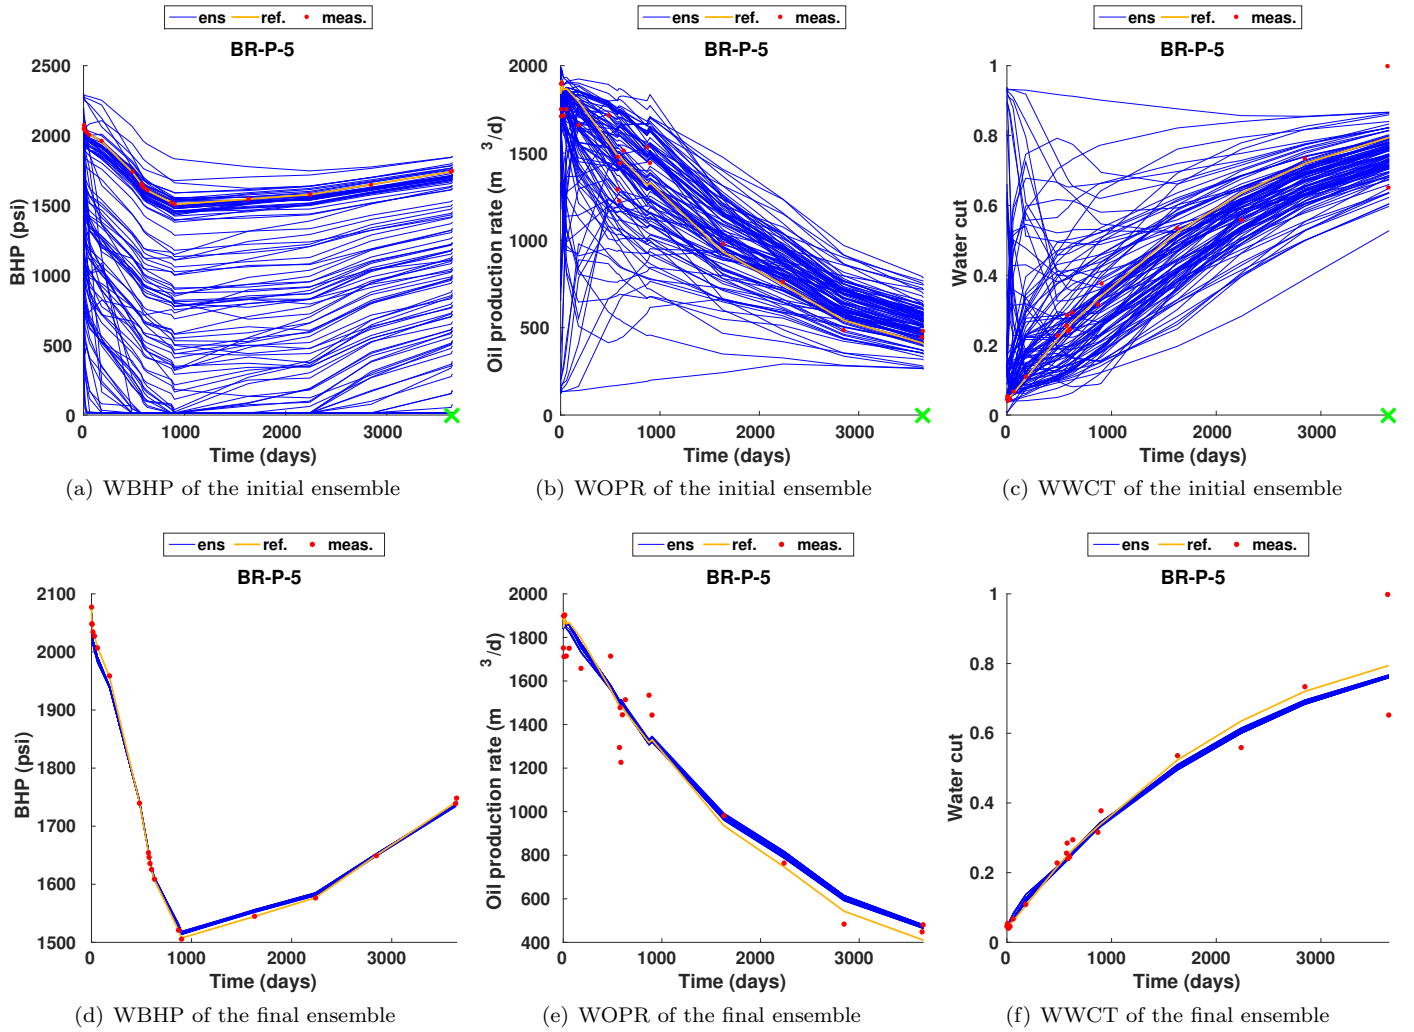 ens ref. meas.
BR-P-5
2500
2000
1500
1000
500
0
BHP (psi)
0 1000 2000 3000
Time (days)
(a) WBHP of the initial ensemble
ens ref. meas.
BR-P-5
2000
1500
1000
500
0
Oil production rate (m 3/d)
0 1000 2000 3000
Time (days)
(b) WOPR of the initial ensemble
ens ref. meas.
BR-P-5
1
0.8
0.6
0.4
0.2
0
Water cut
0 1000 2000 3000
Time (days)
(c) WWCT of the initial ensemble
ens ref. meas.
BR-P-5
2100
2000
1900
1800
1700
1600
1500
BHP (psi)
0 1000 2000 3000
Time (days)
(d) WBHP of the final ensemble
ens ref. meas.
BR-P-5
2000
1800
1600
1400
1200
1000
800
600
400
Oil production rate (m 3/d)
0 1000 2000 3000
Time (days)
(e) WOPR of the final ensemble
ens ref. meas.
BR-P-5
1
0.8
0.6
0.4
0.2
0
Water cut
0 1000 2000 3000
Time (days)
(f) WWCT of the final ensemble